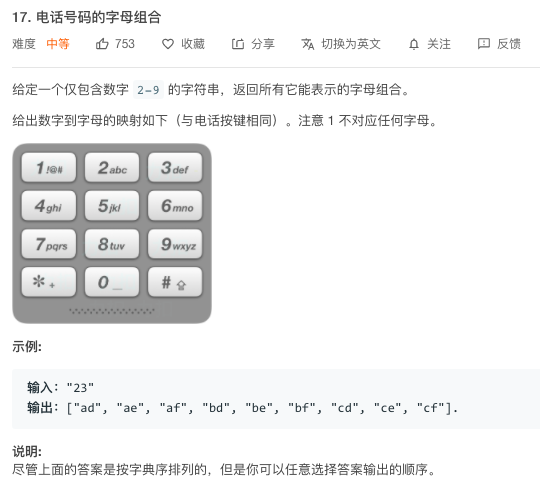 17. 电话号码的字母组合
难度 中等 753 收藏 分享 切换为英文 关注 反馈
给定一个仅包含数字 2-9 的字符串，返回所有它能表示的字母组合。
给出数字到字母的映射如下（与电话按键相同）。注意 1 不对应任何字母。
1 !@# 2 abc 3 def
4 ghi 5 jkl 6 mno
7 pqrs 8 tuv 9 wxyz
* + 0 _ #
示例:
输入："23"
输出：["ad", "ae", "af", "bd", "be", "bf", "cd", "ce", "cf"].
说明:
尽管上面的答案是按字典序排列的，但是你可以任意选择答案输出的顺序。